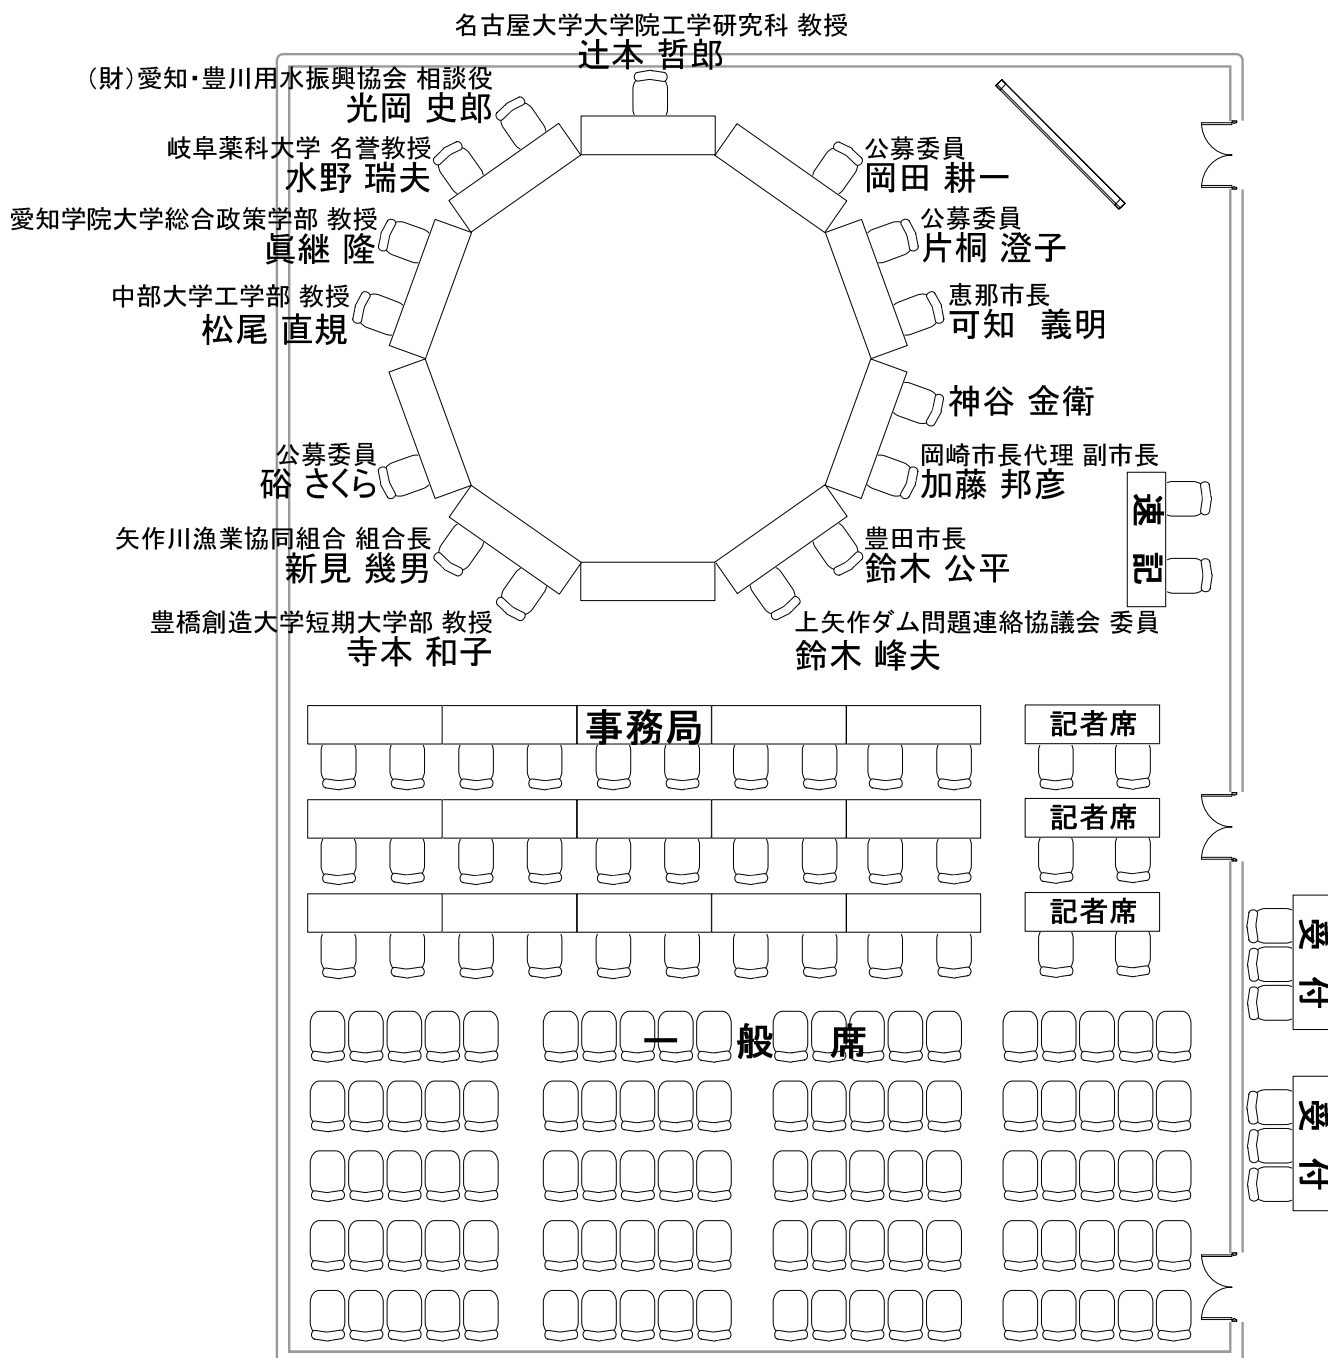 名古屋大学大学院工学研究科 教授
辻本 哲郎
（財）愛知・豊川用水振興協会 相談役
光岡 史郎
岐阜薬科大学 名誉教授
水野 瑞夫
愛知学院大学総合政策学部 教授
眞継 隆
中部大学工学部 教授
松尾 直規
公募委員
硲 さくら
矢作川漁業協同組合 組合長
新見 幾男
豊橋創造大学短期大学部 教授
寺本 和子
公募委員
岡田 耕一
公募委員
片桐 澄子
恵那市長
可知 義明
神谷 金衛
岡崎市長代理 副市長
加藤 邦彦
豊田市長
鈴木 公平
上矢作ダム問題連絡協議会 委員
鈴木 峰夫
速記
事務局
記者席
記者席
記者席
受付
一般席
受付